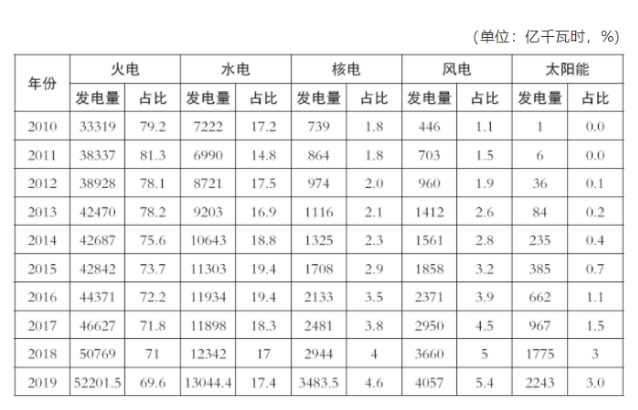 （单位：亿千瓦时，%）
年份 火电 水电 核电 风电 太阳能
发电量 占比 发电量 占比 发电量 占比 发电量 占比 发电量 占比
2010 33319 79.2 7222 17.2 739 1.8 446 1.1 1 0.0
2011 38337 81.3 6990 14.8 864 1.8 703 1.5 6 0.0
2012 38928 78.1 8721 17.5 974 2.0 960 1.9 36 0.1
2013 42470 78.2 9203 16.9 1116 2.1 1412 2.6 84 0.2
2014 42687 75.6 10643 18.8 1325 2.3 1561 2.8 235 0.4
2015 42842 73.7 11303 19.4 1708 2.9 1858 3.2 385 0.7
2016 44371 72.2 11934 19.4 2133 3.5 2371 3.9 662 1.1
2017 46627 71.8 11898 18.3 2481 3.8 2950 4.5 967 1.5
2018 50769 71 12342 17 2944 4 3660 5 1775 3
2019 52201.5 69.6 13044.4 17.4 3483.5 4.6 4057 5.4 2243 3.0